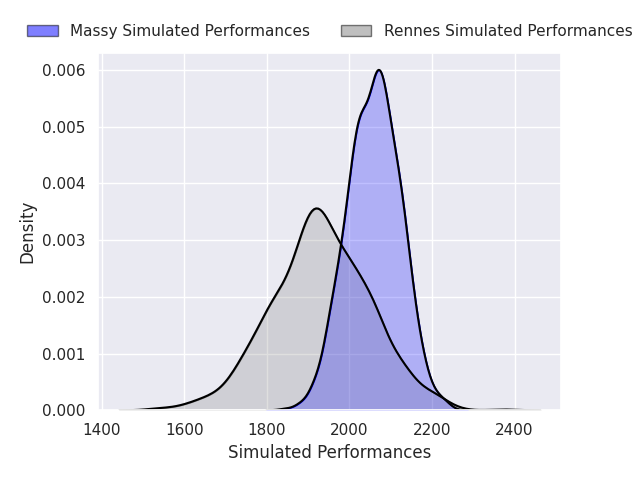 Massy Simulated Performances
Rennes Simulated Performances
0.006
0.005
0.004
0.003
0.002
0.001
0.000
Density
1400 1600 1800 2000 2200 2400
Simulated Performances